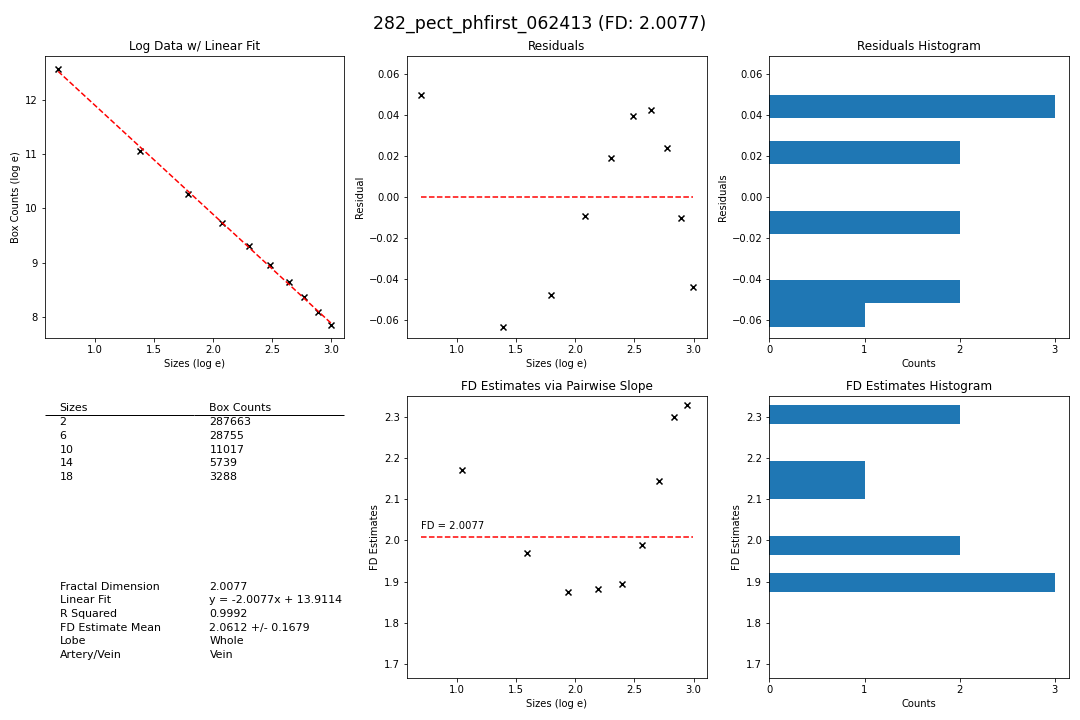 282_pect_phfirst_062413 (FD: 2.0077)
Log Data w/ Linear Fit
Box Counts (log e)
12
11
10
9
8
1.0 1.5 2.0 2.5 3.0
Sizes (log e)
Residuals
Residual
0.06
0.04
0.02
0.00
−0.02
−0.04
−0.06
1.0 1.5 2.0 2.5 3.0
Sizes (log e)
Residuals Histogram
Residuals
0.06
0.04
0.02
0.00
−0.02
−0.04
−0.06
0 1 2 3
Counts
Sizes Box Counts
2 287663
6 28755
10 11017
14 5739
18 3288
Fractal Dimension 2.0077
Linear Fit y = -2.0077x + 13.9114
R Squared 0.9992
FD Estimate Mean 2.0612 +/- 0.1679
Lobe Whole
Artery/Vein Vein
FD Estimates via Pairwise Slope
FD Estimates
2.3
2.2
2.1
2.0
1.9
1.8
1.7
FD = 2.0077
1.0 1.5 2.0 2.5 3.0
Sizes (log e)
FD Estimates Histogram
FD Estimates
2.3
2.2
2.1
2.0
1.9
1.8
1.7
0 1 2 3
Counts